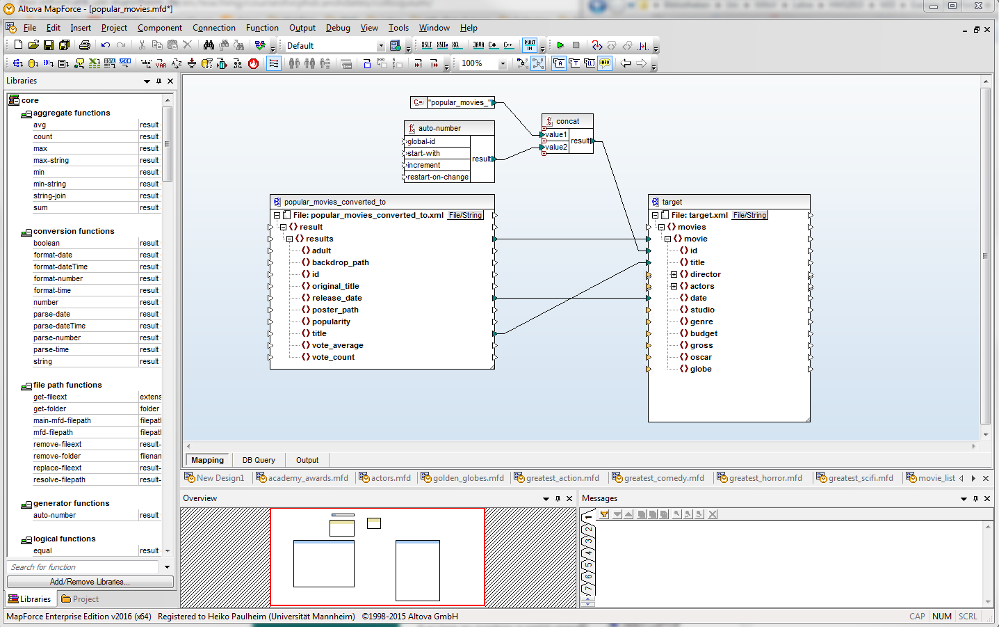 Altova MapForce - [popular_movies.mfd*]
File Edit Insert Project Component Connection Function Output Debug View Tools Window Help
Default
XSLT XSLT2 XQ JAVA C# C++ BUILT IN
100%
Libraries
core
aggregate functions
avg result
count result
max result
max-string result
min result
min-string result
string-join result
sum result
conversion functions
boolean result
format-date result
format-dateTime result
format-number result
format-time result
number result
parse-date result
parse-dateTime result
parse-number result
parse-time result
string result
file path functions
get-fileext extens
get-folder folder
main-mfd-filepath filepath
mfd-filepath filepath
remove-fileext result-
remove-folder filenam
replace-fileext result-
resolve-filepath result-
generator functions
auto-number result
logical functions
equal result
Search for function
Add/Remove Libraries...
Libraries Project
C= "popular_movies_"
auto-number
global-id
start-with
increment
restart-on-change
result
concat
value1
value2
result
popular_movies_converted_to
File: popular_movies_converted_to.xml File/String
result
results
adult
backdrop_path
id
original_title
release_date
poster_path
popularity
title
vote_average
vote_count
target
File: target.xml File/String
movies
movie
id
title
director
actors
date
studio
genre
budget
gross
oscar
globe
Mapping DB Query Output
New Design1 academy_awards.mfd actors.mfd golden_globes.mfd greatest_action.mfd greatest_comedy.mfd greatest_horror.mfd greatest_scifi.mfd movie_list
Overview
Messages
1
2
3
4
5
6
7
MapForce Enterprise Edition v2016 (x64) Registered to Heiko Paulheim (Universität Mannheim) ©1998-2015 Altova GmbH
CAP NUM SCRL